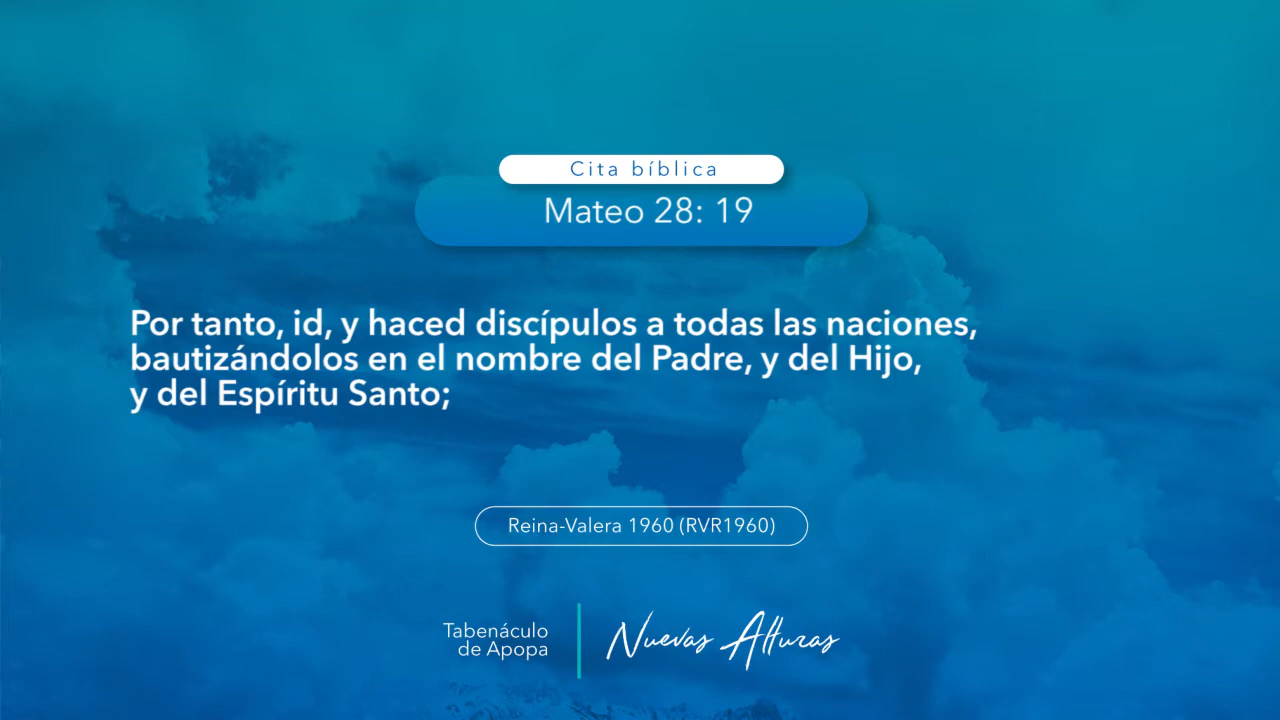 Cita bíblica
Mateo 28: 19
Por tanto, id, y haced discípulos a todas las naciones,
bautizándolos en el nombre del Padre, y del Hijo,
y del Espíritu Santo;
Reina-Valera 1960 (RVR1960)
Tabenáculo
de Apopa
Nuevas Alturas